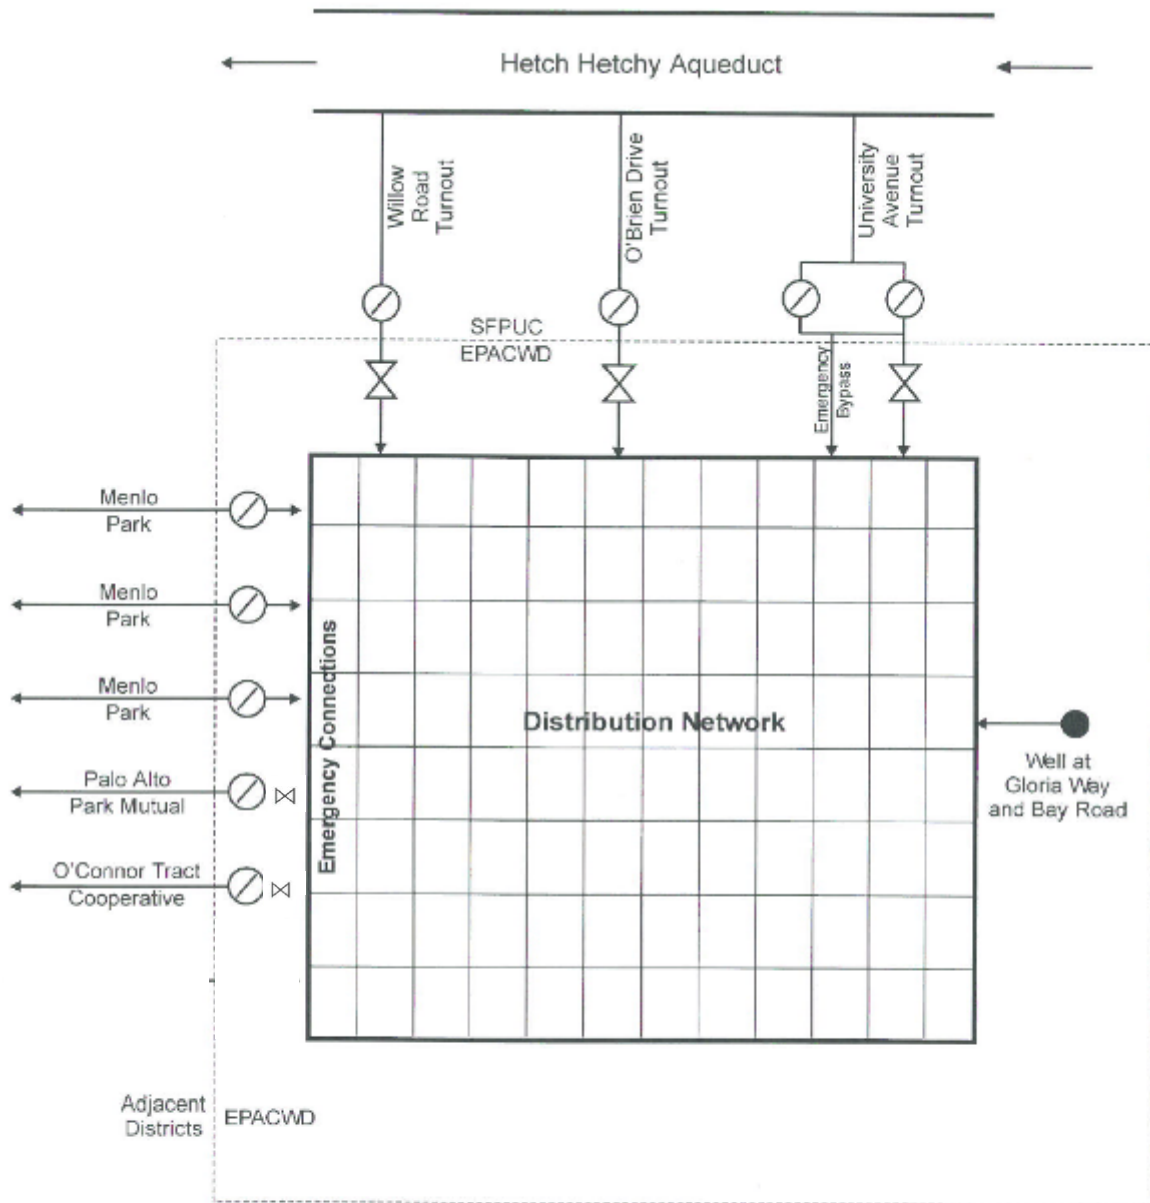 Hetch Hetchy Aqueduct
Willow
Road
Turnout
O'Brien Drive
Turnout
University
Avenue
Turnout
SFPUC
EPACWD
Emergency
Bypass
Menlo
Park
Menlo
Park
Menlo
Park
Palo Alto
Park Mutual
O'Connor Tract
Cooperative
Emergency Connections
Distribution Network
Well at
Gloria Way
and Bay Road
Adjacent
Districts
EPACWD